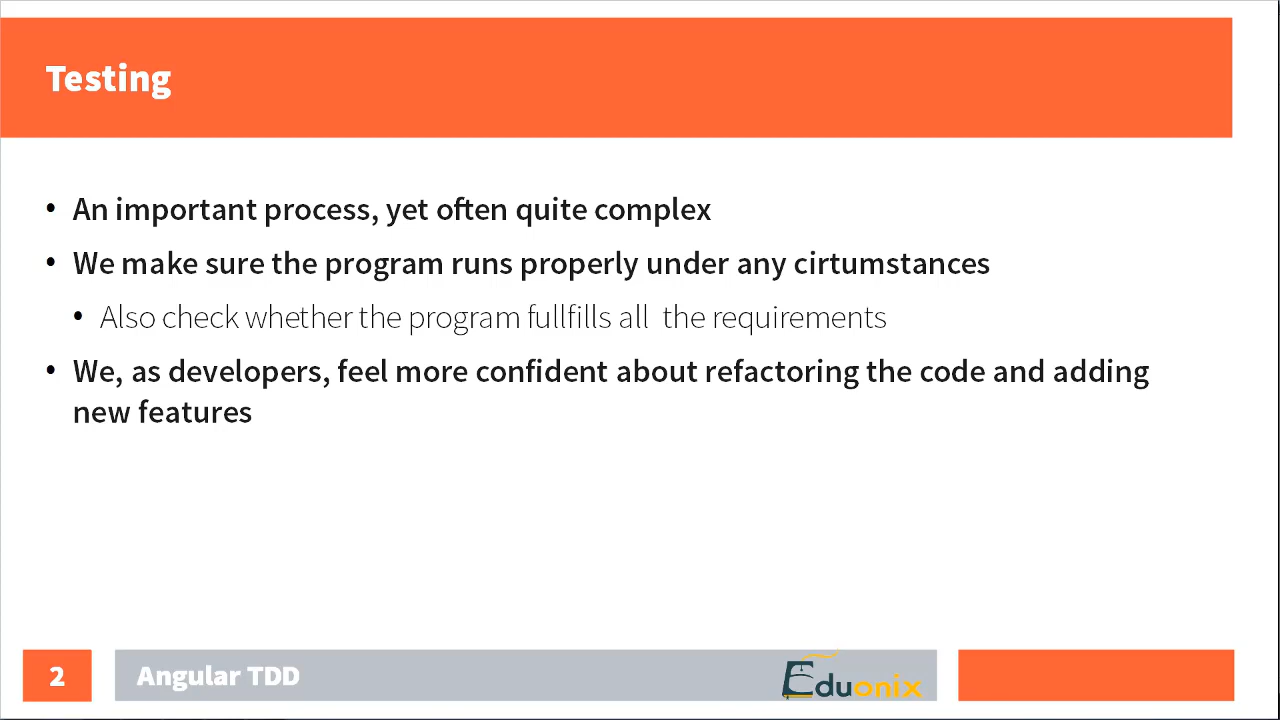 Testing
• An important process, yet often quite complex
• We make sure the program runs properly under any cirtumstances
• Also check whether the program fullfills all  the requirements
• We, as developers, feel more confident about refactoring the code and adding
new features
2
Angular TDD
Eduonix